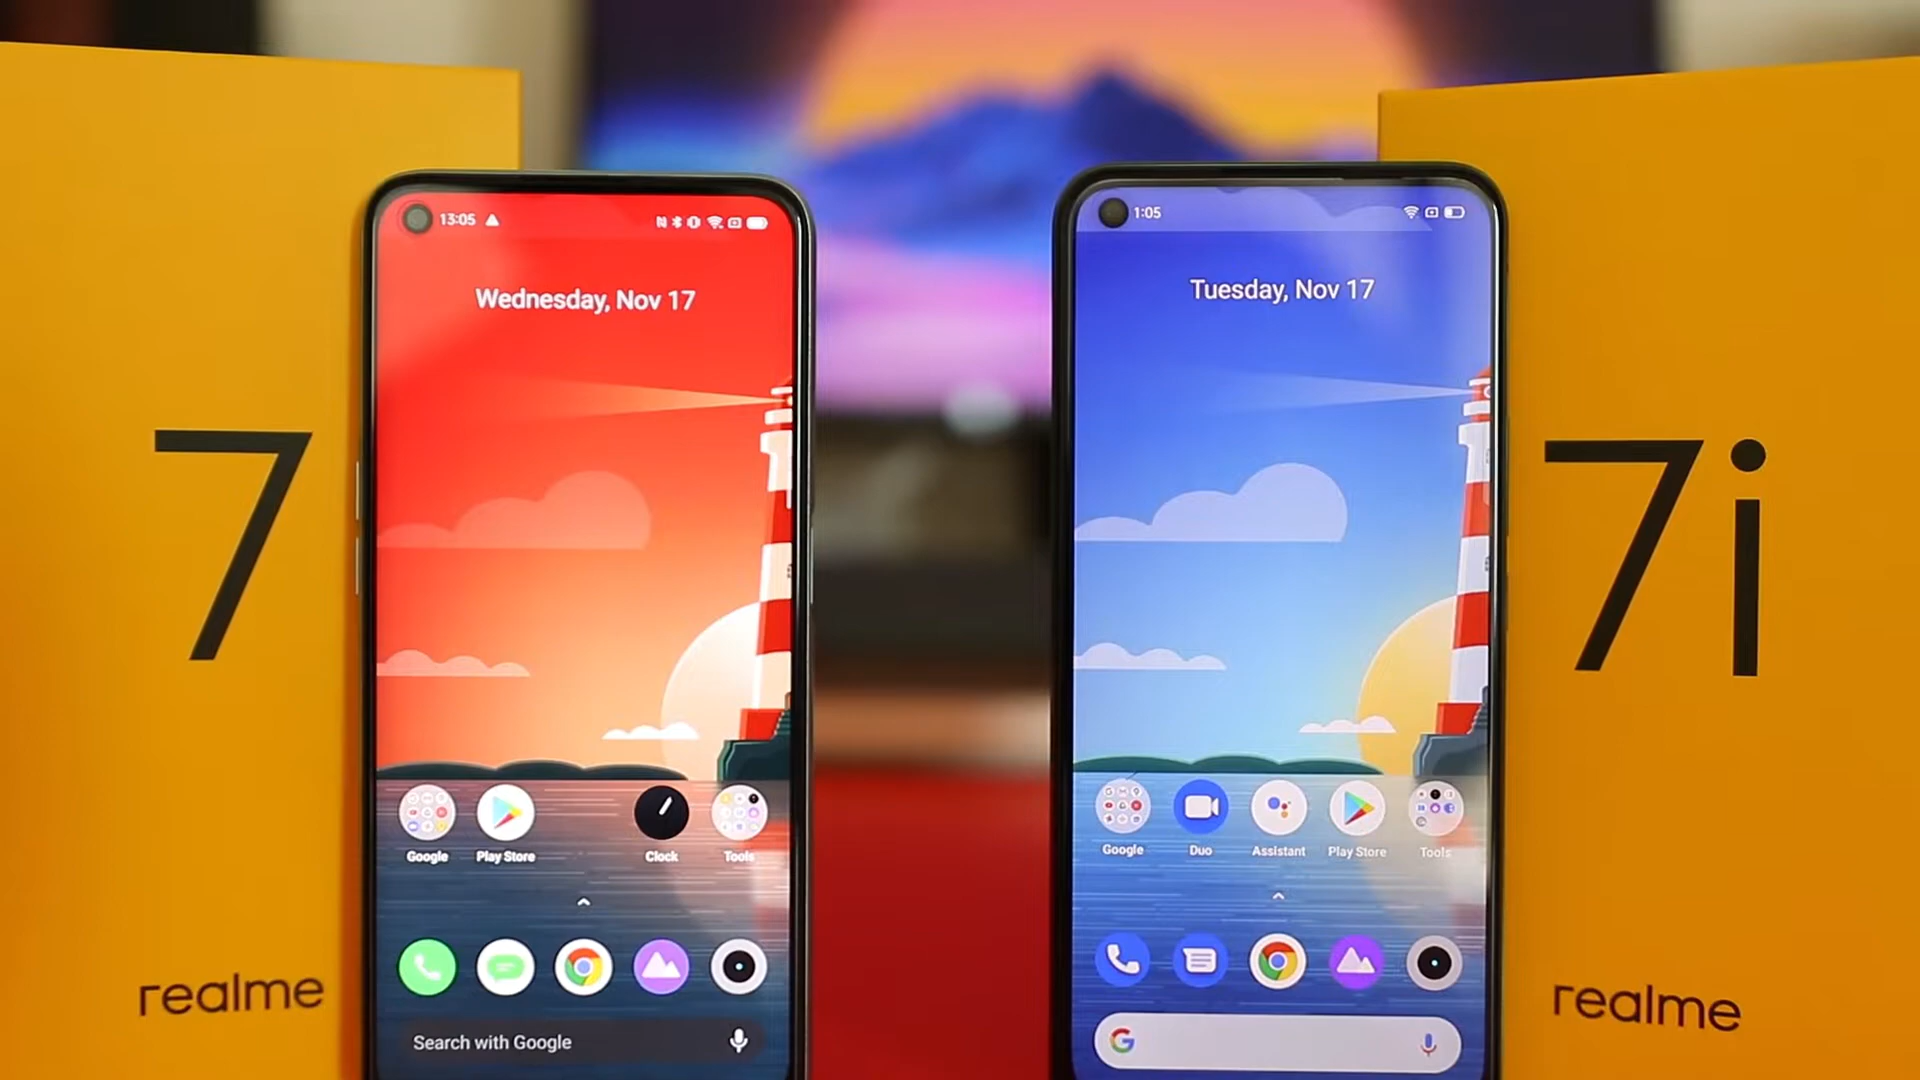 7
realme
13:05
Wednesday, Nov 17
Google
Play Store
Clock
Tools
Search with Google
1:05
Tuesday, Nov 17
Google
Duo
Assistant
Play Store
Tools
G
7i
realme